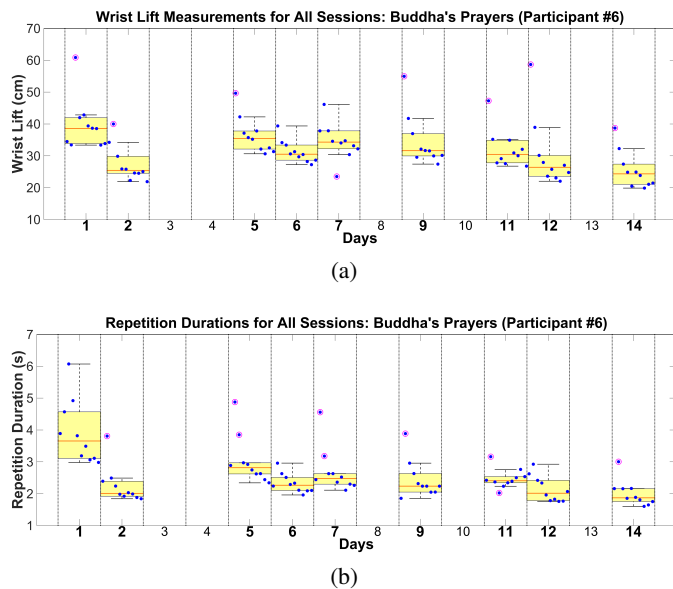 Wrist Lift Measurements for All Sessions: Buddha's Prayers (Participant #6)
Wrist Lift (cm)
70
60
50
40
30
20
10
1 2 3 4 5 6 7 8 9 10 11 12 13 14
Days
(a)
Repetition Durations for All Sessions: Buddha's Prayers (Participant #6)
Repetition Duration (s)
7
6
5
4
3
2
1
1 2 3 4 5 6 7 8 9 10 11 12 13 14
Days
(b)